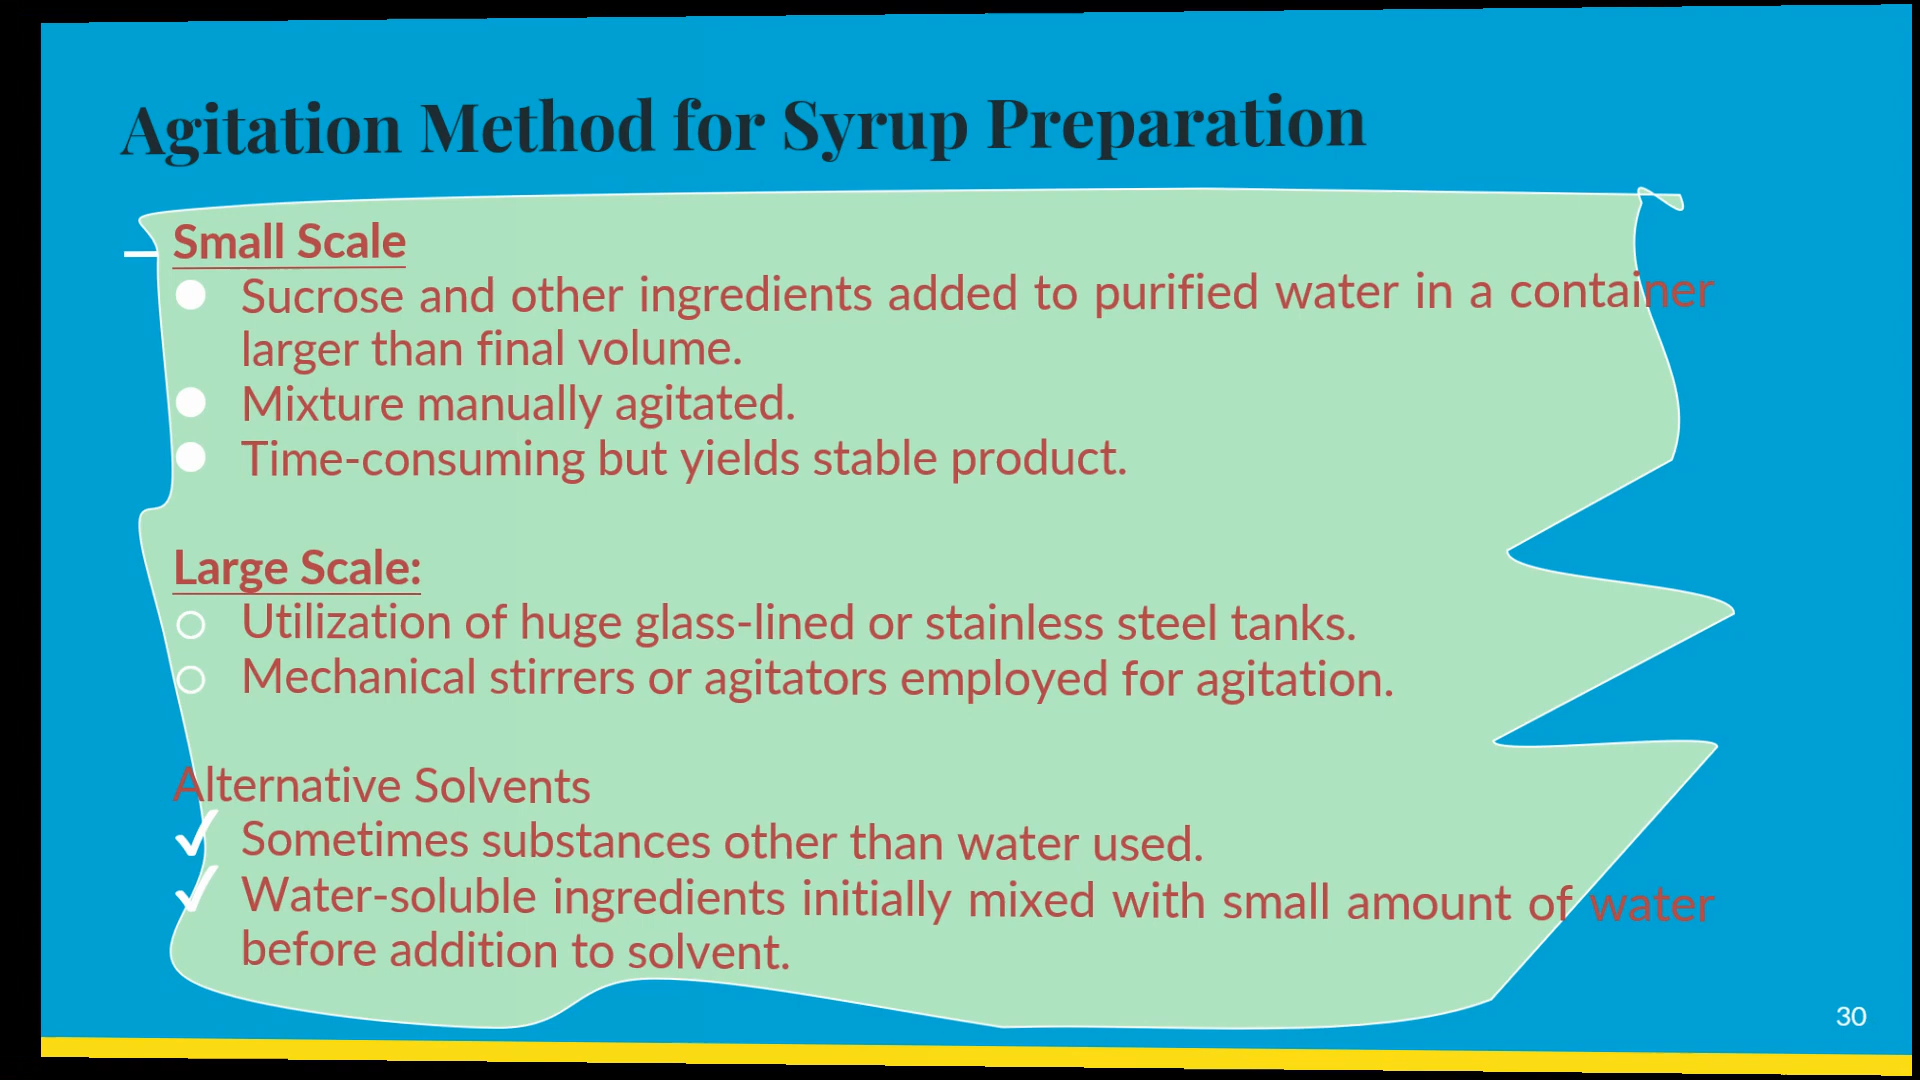 Agitation Method for Syrup Preparation
Small Scale
Sucrose and other ingredients added to purified water in a container
larger than final volume.
Mixture manually agitated.
Time-consuming but yields stable product.
Large Scale:
Utilization of huge glass-lined or stainless steel tanks.
Mechanical stirrers or agitators employed for agitation.
Alternative Solvents
Sometimes substances other than water used.
Water-soluble ingredients initially mixed with small amount of water
before addition to solvent.
30